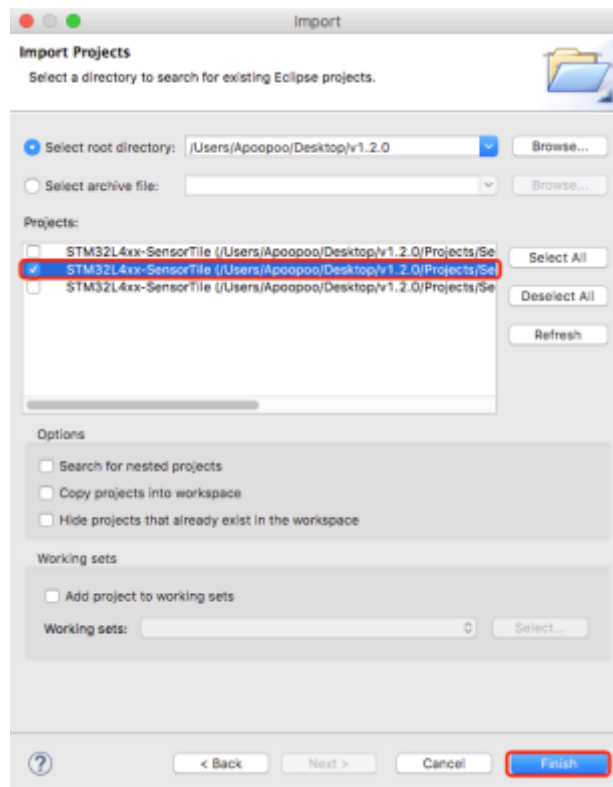 Import
Import Projects
Select a directory to search for existing Eclipse projects.
Select root directory: /Users/Apoopoo/Desktop/v1.2.0 Browse...
Select archive file: Browse...
Projects:
STM32L4xx-SensorTile (/Users/Apoopoo/Desktop/v1.2.0/Projects/Se
STM32L4xx-SensorTile (/Users/Apoopoo/Desktop/v1.2.0/Projects/Se
STM32L4xx-SensorTile (/Users/Apoopoo/Desktop/v1.2.0/Projects/Se
Select All
Deselect All
Refresh
Options
Search for nested projects
Copy projects into workspace
Hide projects that already exist in the workspace
Working sets
Add project to working sets
Working sets: Select...
? < Back Next > Cancel Finish